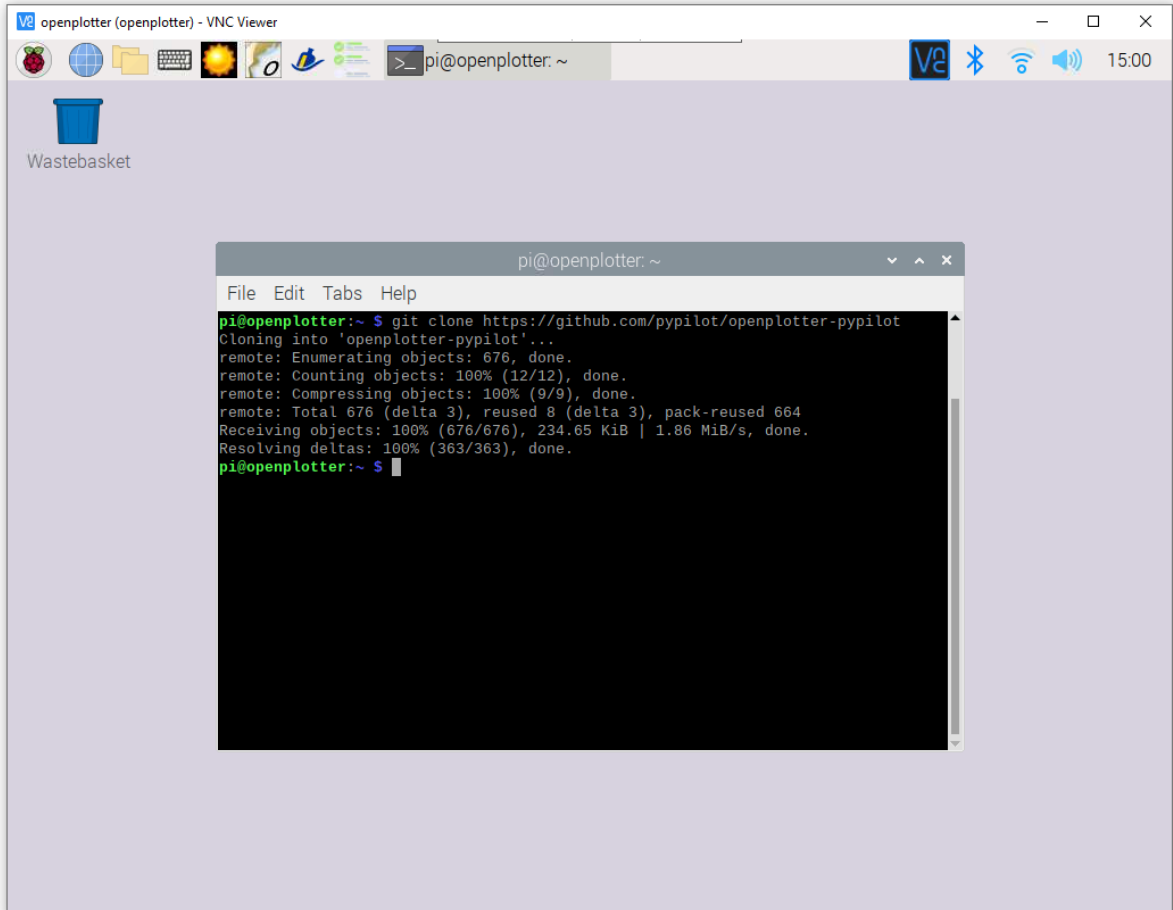 openplotter (openplotter) - VNC Viewer
pi@openplotter: ~
15:00
Wastebasket
pi@openplotter: ~
File Edit Tabs Help
pi@openplotter:~ $ git clone https://github.com/pypilot/openplotter-pypilot
Cloning into 'openplotter-pypilot'...
remote: Enumerating objects: 676, done.
remote: Counting objects: 100% (12/12), done.
remote: Compressing objects: 100% (9/9), done.
remote: Total 676 (delta 3), reused 8 (delta 3), pack-reused 664
Receiving objects: 100% (676/676), 234.65 KiB | 1.86 MiB/s, done.
Resolving deltas: 100% (363/363), done.
pi@openplotter:~ $